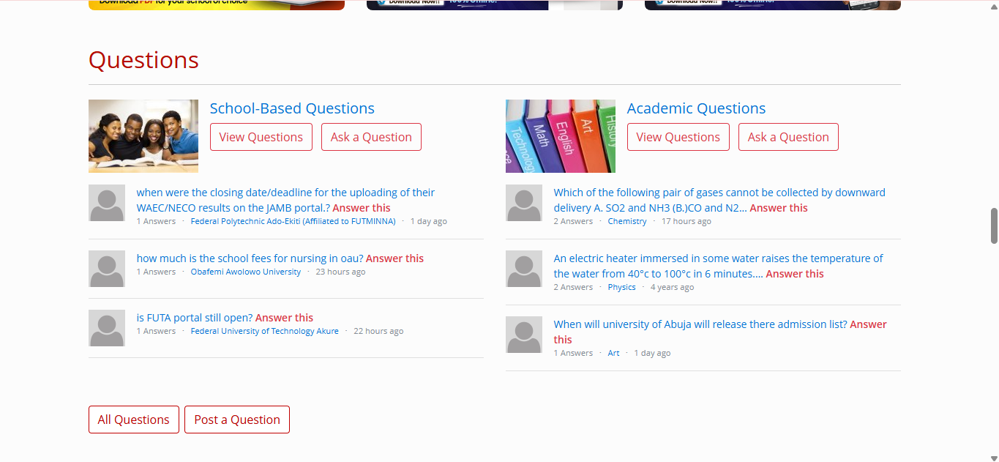 Download PDF for your school of choice
Download Now!! 100% Online!
Download Now!! 100% Online!
Questions
School-Based Questions
View Questions Ask a Question
when were the closing date/deadline for the uploading of their
WAEC/NECO results on the JAMB portal.? Answer this
1 Answers · Federal Polytechnic Ado-Ekiti (Affiliated to FUTMINNA) · 1 day ago
how much is the school fees for nursing in oau? Answer this
1 Answers · Obafemi Awolowo University · 23 hours ago
is FUTA portal still open? Answer this
1 Answers · Federal University of Technology Akure · 22 hours ago
Technology
Math
English
Art
History
Academic Questions
View Questions Ask a Question
Which of the following pair of gases cannot be collected by downward
delivery A. SO2 and NH3 (B.)CO and N2... Answer this
2 Answers · Chemistry · 17 hours ago
An electric heater immersed in some water raises the temperature of
the water from 40°c to 100°c in 6 minutes.... Answer this
2 Answers · Physics · 4 years ago
When will university of Abuja will release there admission list? Answer
this
1 Answers · Art · 1 day ago
All Questions Post a Question